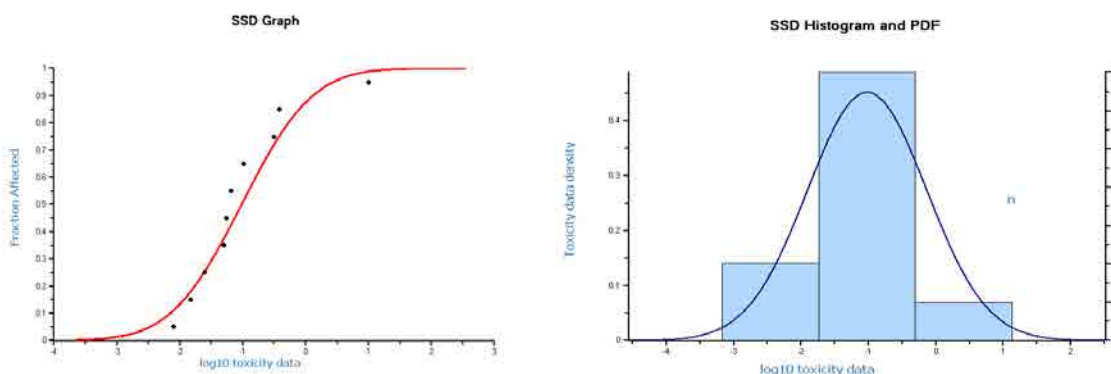 SSD Graph
Fraction Affected
1
0.9
0.8
0.7
0.6
0.5
0.4
0.3
0.2
0.1
0
-4 -3 -2 -1 0 1 2 3
log10 toxicity data
SSD Histogram and PDF
Toxicity data density
0.4
0.3
0.2
0.1
0
-4 -3 -2 -1 0 1 2
log10 toxicity data
n